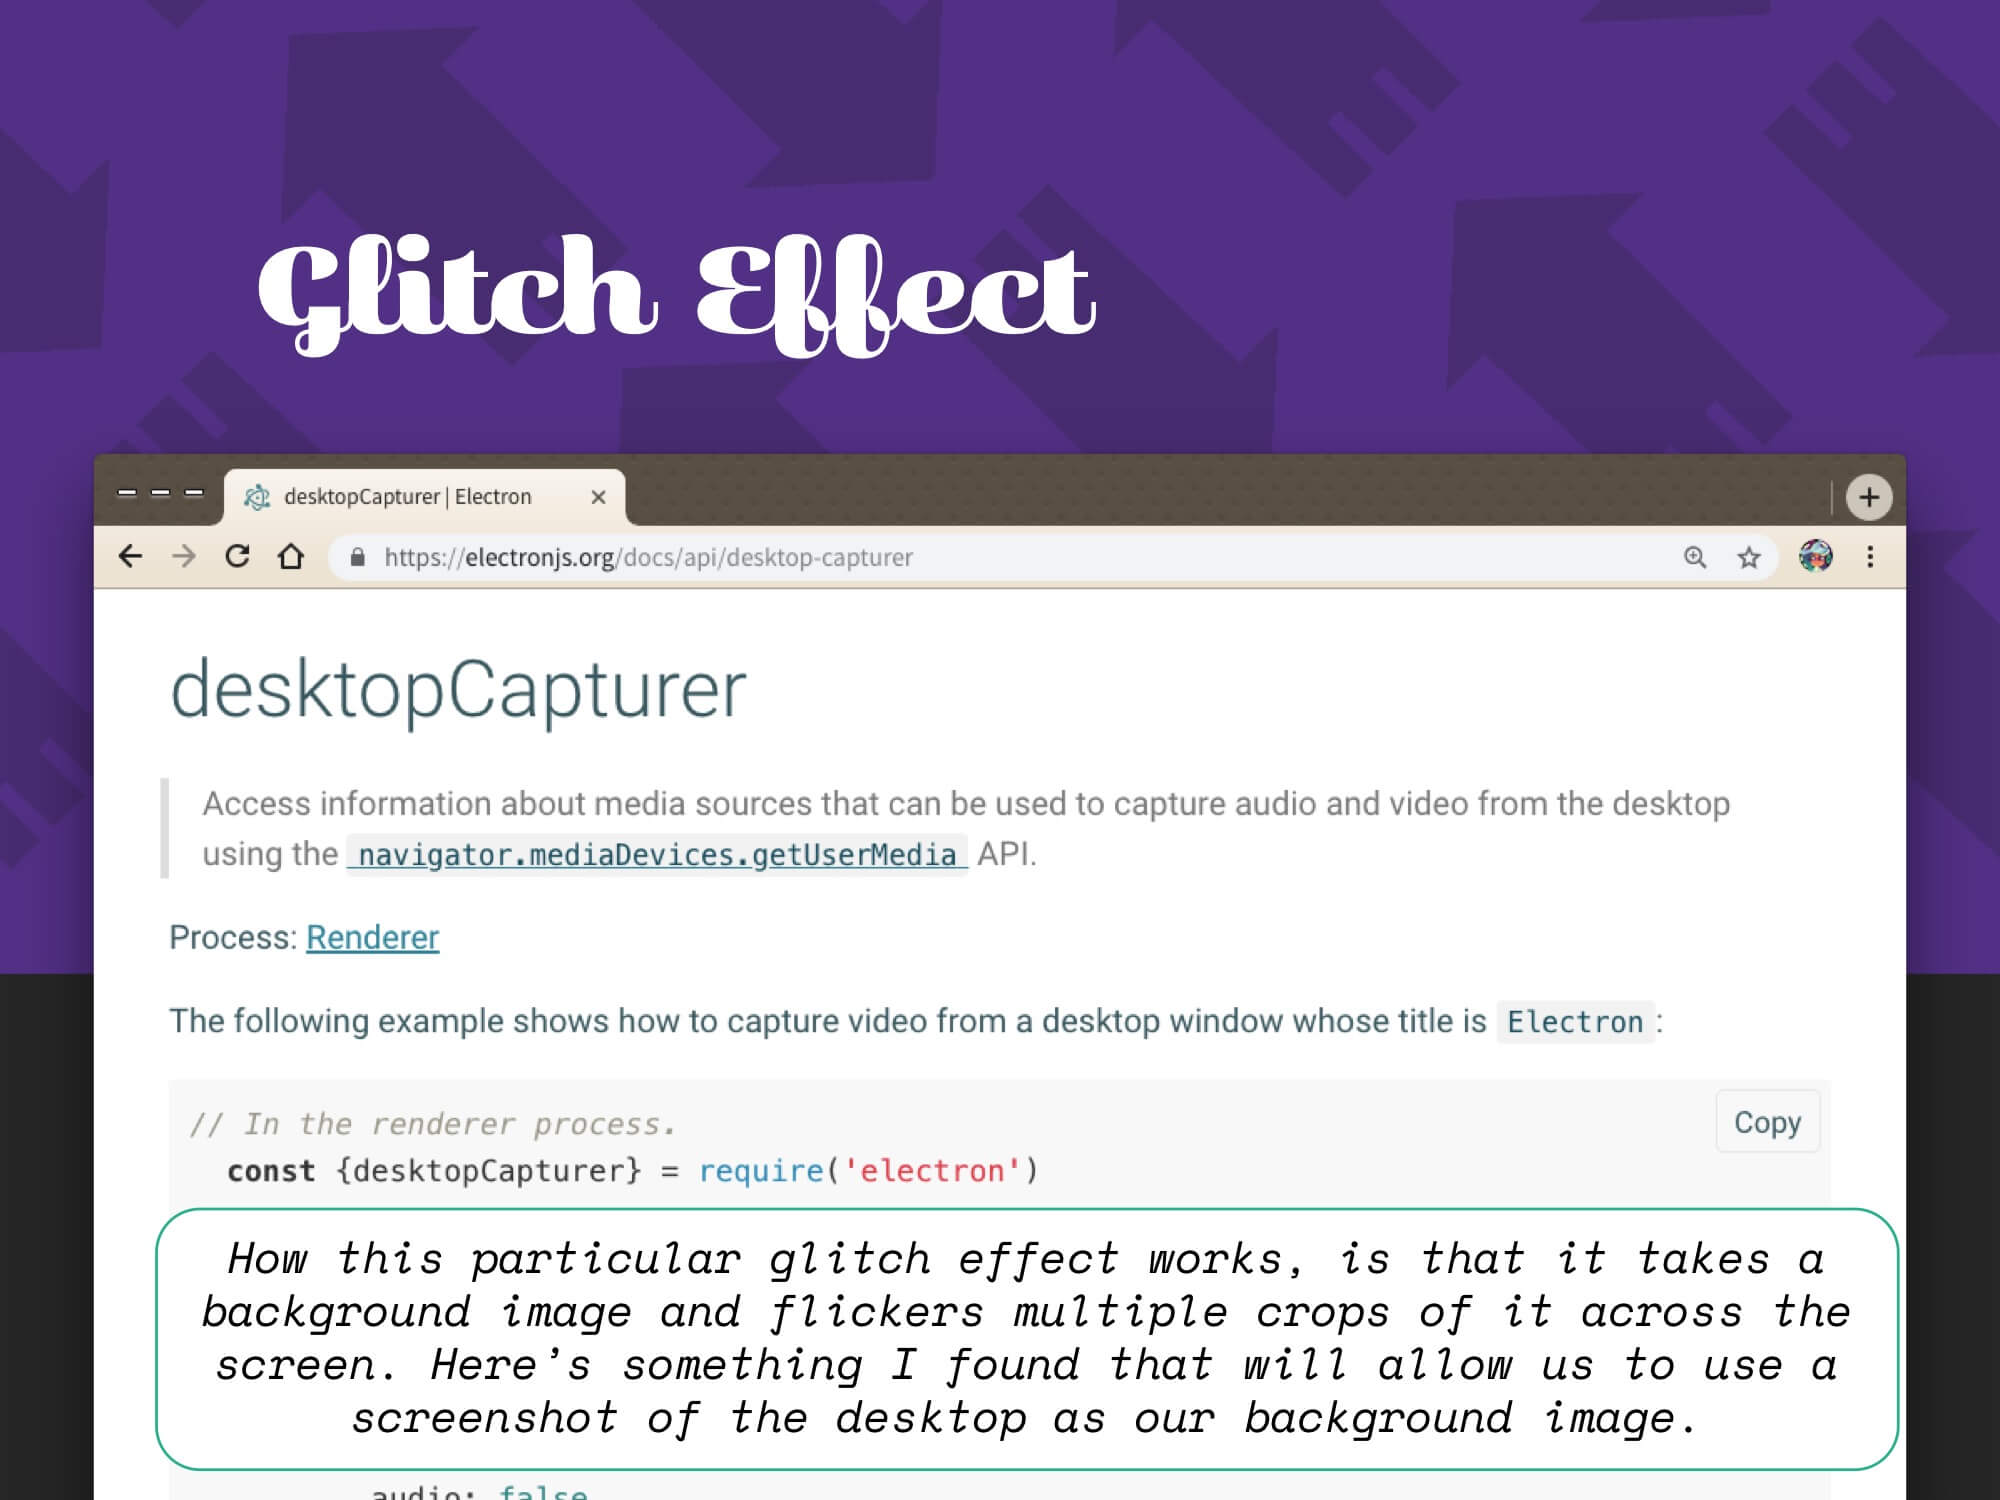 Glitch Effect
desktopCapturer | Electron
https://electronjs.org/docs/api/desktop-capturer
desktopCapturer
Access information about media sources that can be used to capture audio and video from the desktop
using the navigator.mediaDevices.getUserMedia API.
Process: Renderer
The following example shows how to capture video from a desktop window whose title is Electron :
Copy
// In the renderer process.
const {desktopCapturer} = require('electron')
How this particular glitch effect works, is that it takes a
background image and flickers multiple crops of it across the
screen. Here’s something I found that will allow us to use a
screenshot of the desktop as our background image.
audio: false